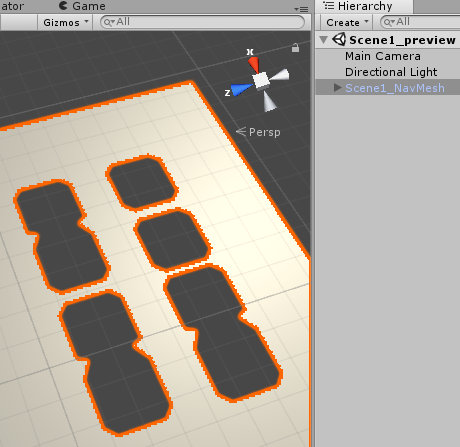 ator
Game
Gizmos
All
x
z
Persp
Hierarchy
Create
All
Scene1_preview
Main Camera
Directional Light
Scene1_NavMesh